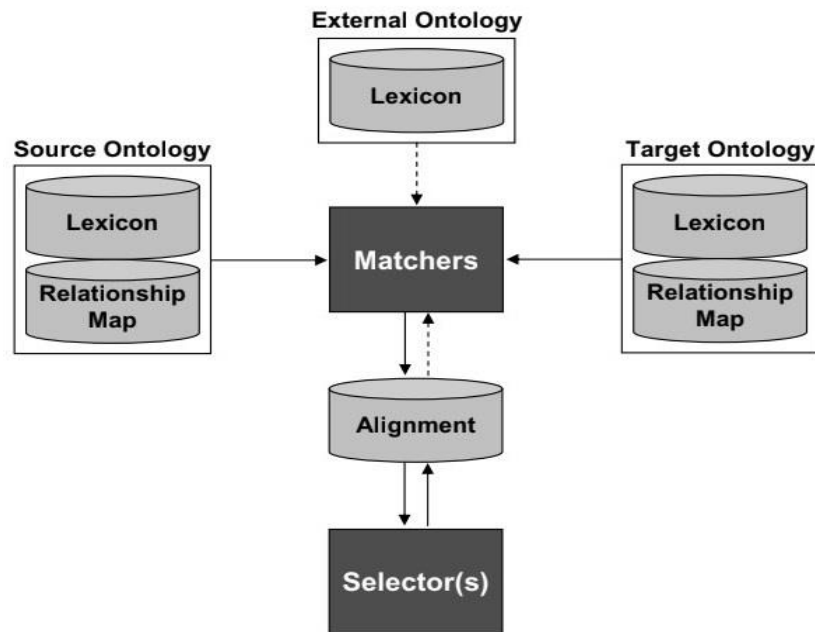 External Ontology
Lexicon
Source Ontology
Lexicon
Relationship
Map
Target Ontology
Lexicon
Relationship
Map
Matchers
Alignment
Selector(s)